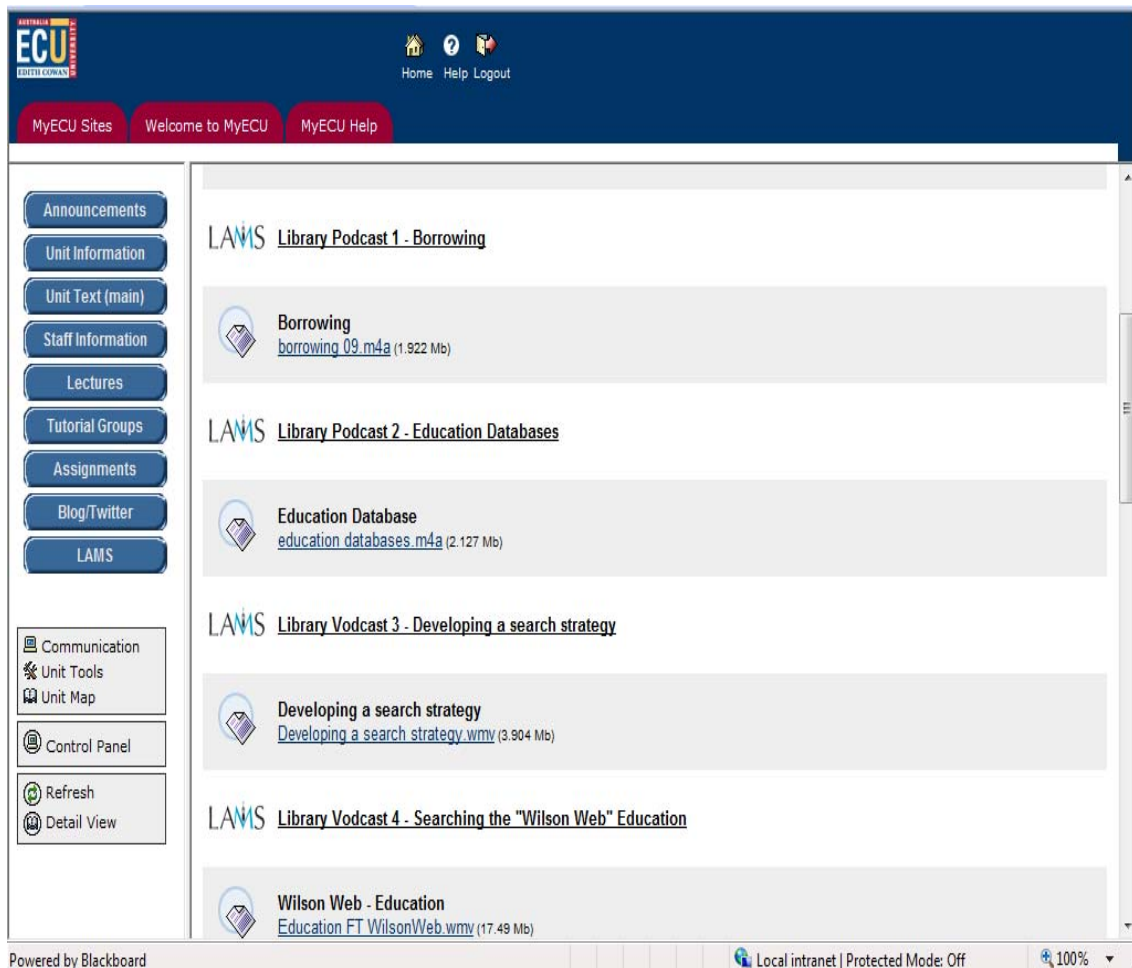 AUSTRALIA
ECU
EDITH COWAN
UNIVERSITY
Home Help Logout
MyECU Sites Welcome to MyECU MyECU Help
Announcements
Unit Information
Unit Text (main)
Staff Information
Lectures
Tutorial Groups
Assignments
Blog/Twitter
LAMS
Communication
Unit Tools
Unit Map
Control Panel
Refresh
Detail View
LAMS Library Podcast 1 - Borrowing
Borrowing
borrowing 09.m4a (1.922 Mb)
LAMS Library Podcast 2 - Education Databases
Education Database
education databases.m4a (2.127 Mb)
LAMS Library Vodcast 3 - Developing a search strategy
Developing a search strategy
Developing a search strategy.wmv (3.904 Mb)
LAMS Library Vodcast 4 - Searching the "Wilson Web" Education
Wilson Web - Education
Education FT WilsonWeb.wmv (17.49 Mb)
Powered by Blackboard
Local intranet | Protected Mode: Off
100%